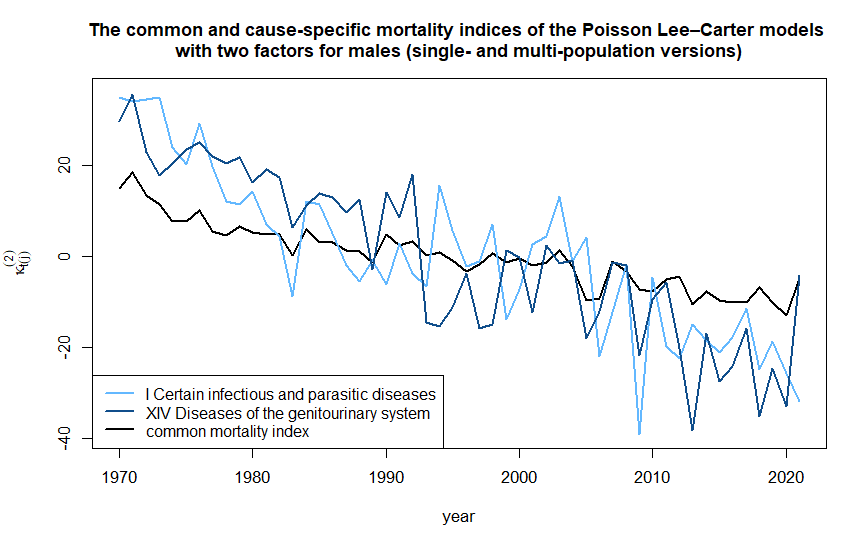 The common and cause-specific mortality indices of the Poisson Lee–Carter models
with two factors for males (single- and multi-population versions)
20
0
-20
-40
κ_{t(j)}^{(2)}
I Certain infectious and parasitic diseases
XIV Diseases of the genitourinary system
common mortality index
1970
1980
1990
2000
2010
2020
year